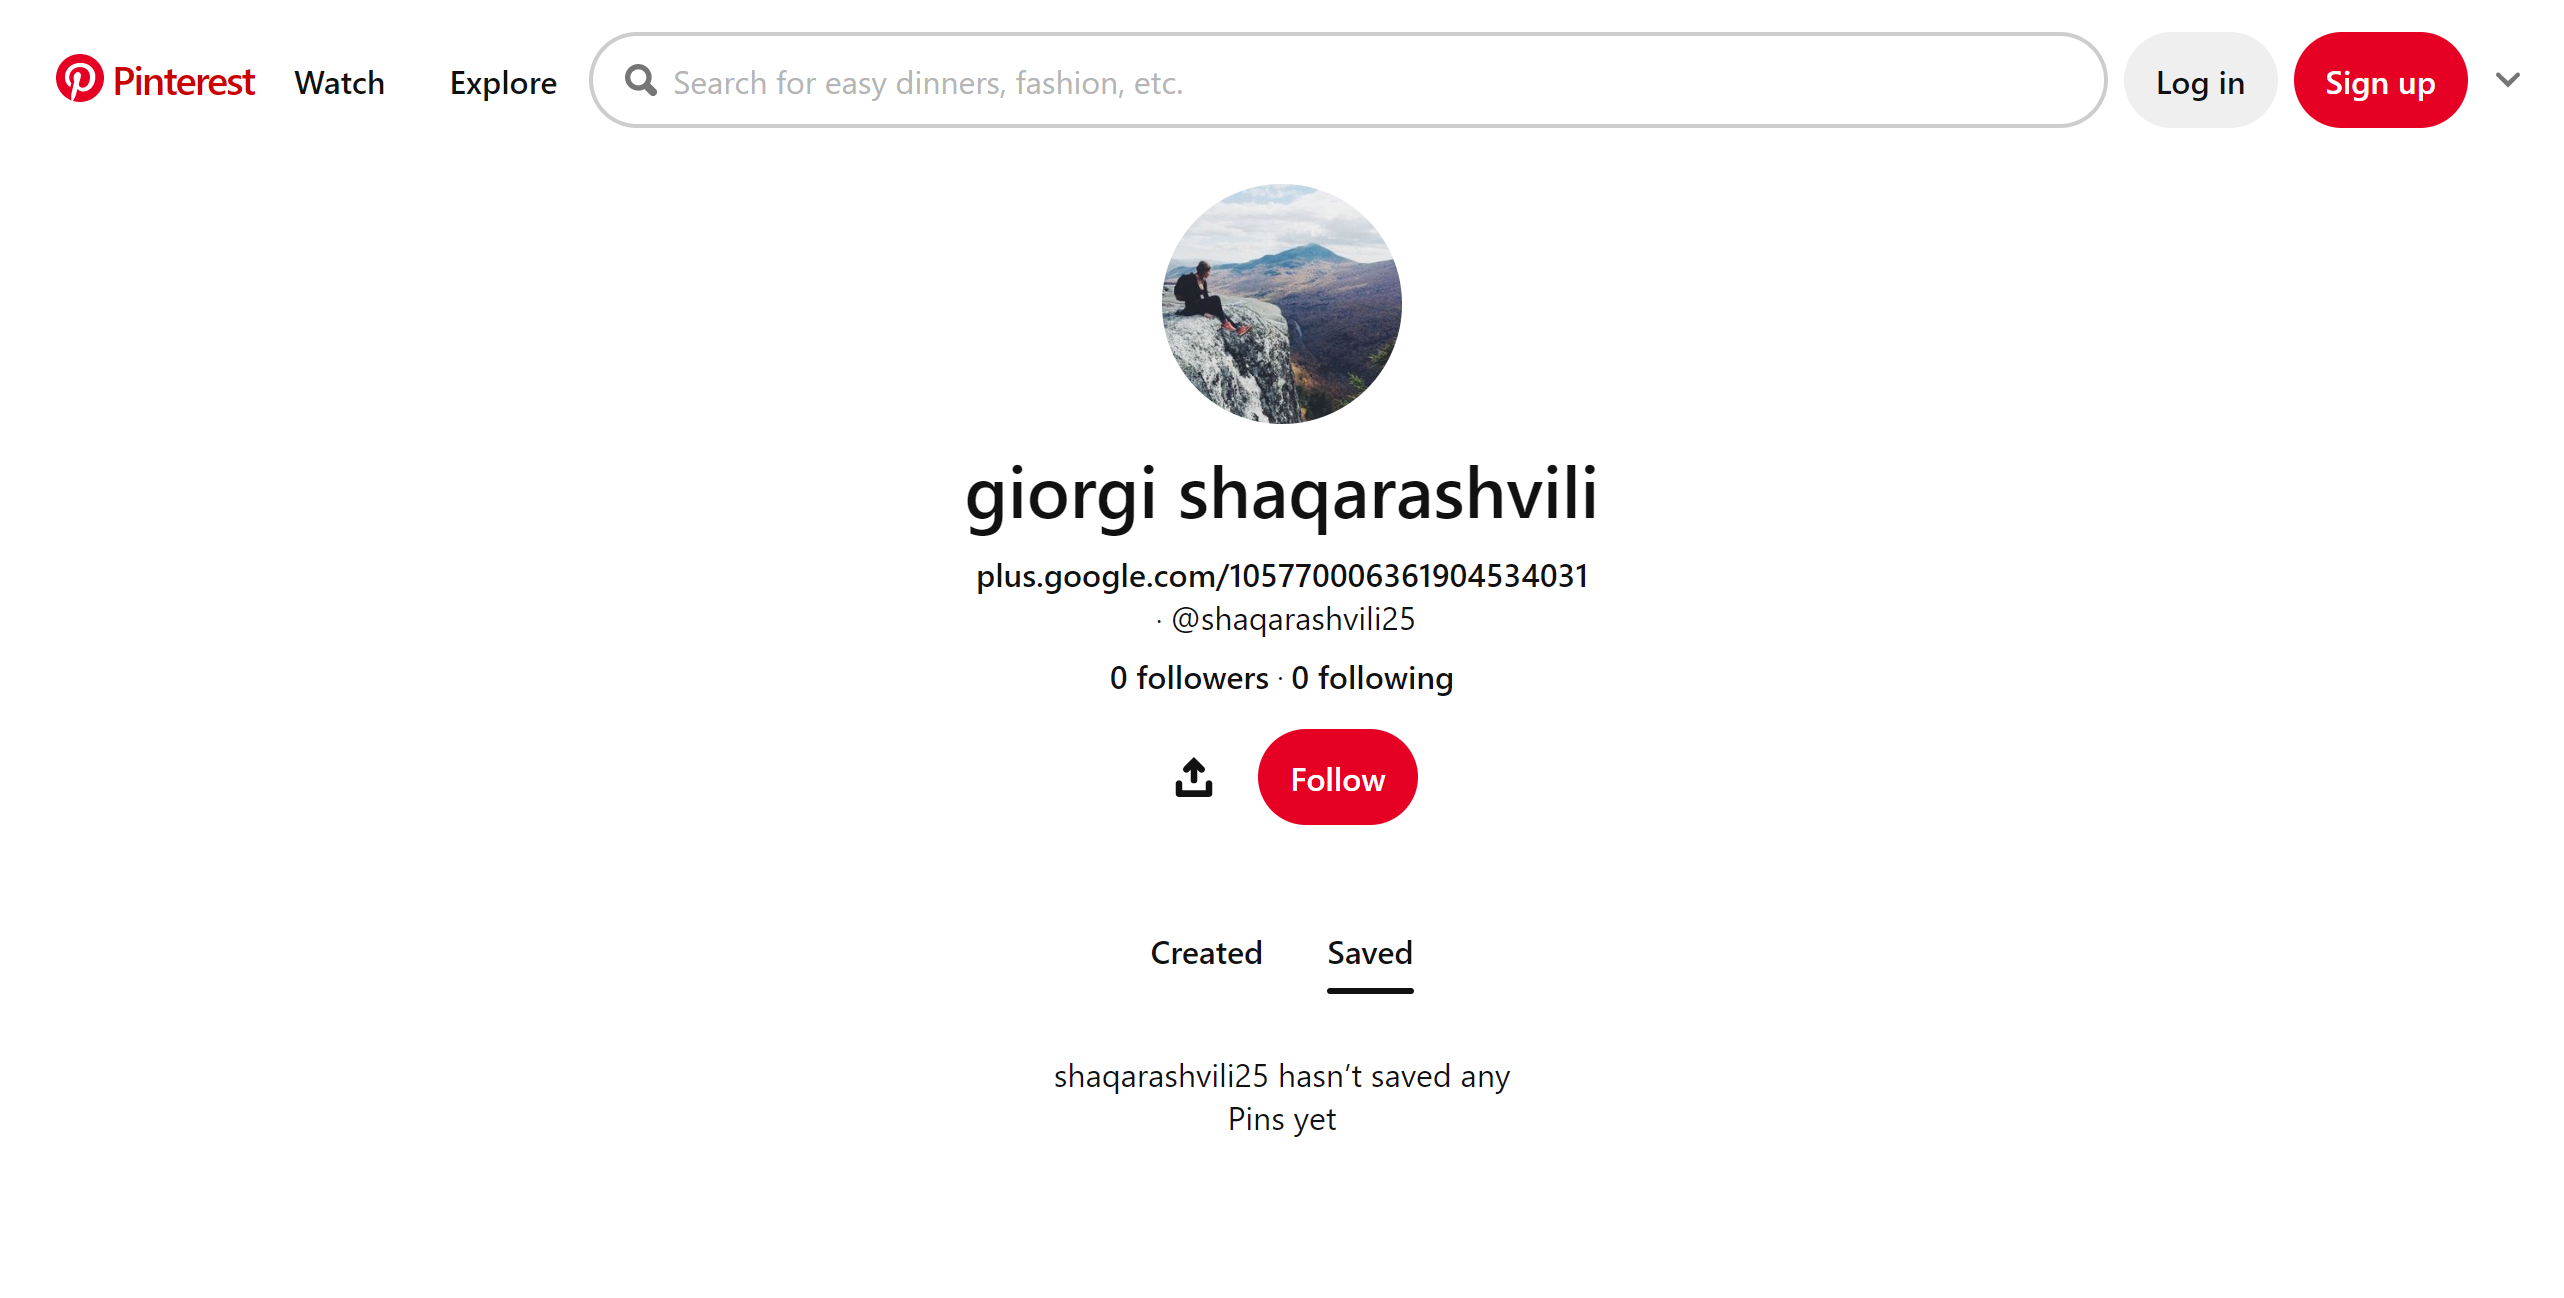 Pinterest Watch Explore Search for easy dinners, fashion, etc. Log in Sign up
giorgi shaqarashvili
plus.google.com/105770006361904534031
· @shaqarashvili25
0 followers · 0 following
Follow
Created Saved
shaqarashvili25 hasn’t saved any
Pins yet